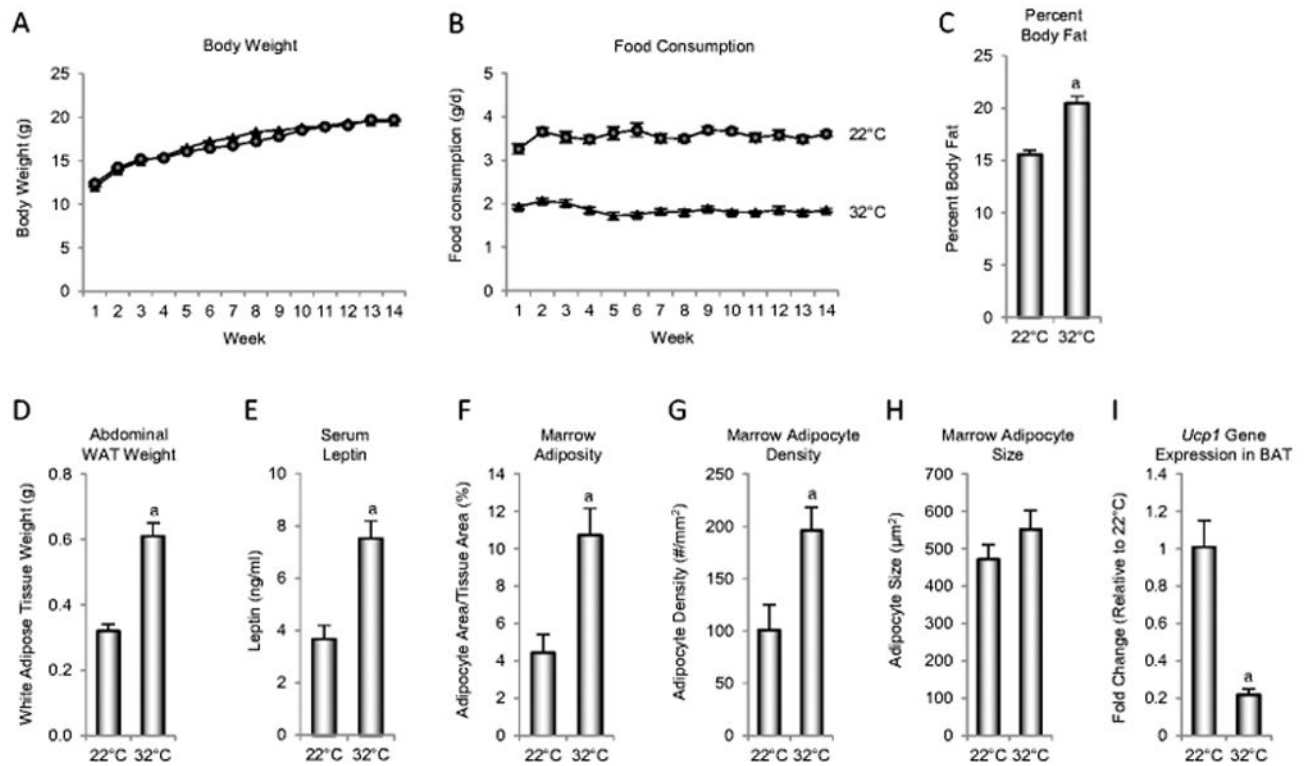 A
Body Weight
Body Weight (g)
25
20
15
10
5
0
1 2 3 4 5 6 7 8 9 10 11 12 13 14
Week
B
Food Consumption
Food consumption (g/d)
5
4
3
2
1
0
22°C
32°C
1 2 3 4 5 6 7 8 9 10 11 12 13 14
Week
C
Percent
Body Fat
Percent Body Fat
25
20
15
10
5
0
a
22°C 32°C
D
Abdominal
WAT Weight
White Adipose Tissue Weight (g)
0.8
0.6
0.4
0.2
0.0
a
22°C 32°C
E
Serum
Leptin
Leptin (ng/ml)
10
8
6
4
2
0
a
22°C 32°C
F
Marrow
Adiposity
Adipocyte Area/Tissue Area (%)
14
12
10
8
6
4
2
0
a
22°C 32°C
G
Marrow Adipocyte
Density
Adipocyte Density (#/mm²)
250
200
150
100
50
0
a
22°C 32°C
H
Marrow Adipocyte
Size
Adipocyte Size (µm²)
700
600
500
400
300
200
100
0
22°C 32°C
I
Ucp1 Gene
Expression in BAT
Fold Change (Relative to 22°C)
1.4
1.2
1
0.8
0.6
0.4
0.2
0
a
22°C 32°C